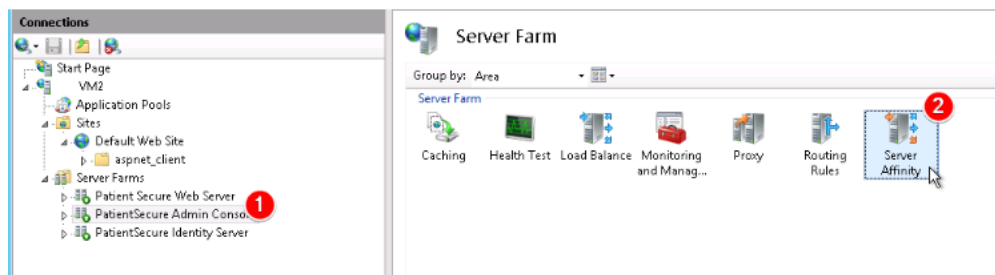 Connections
Start Page
VM2
Application Pools
Sites
Default Web Site
aspnet_client
Server Farms
Patient Secure Web Server
PatientSecure Admin Conso
1
PatientSecure Identity Server
Server Farm
Group by: Area
Server Farm
2
Caching
Health Test
Load Balance
Monitoring
and Manag...
Proxy
Routing
Rules
Server
Affinity